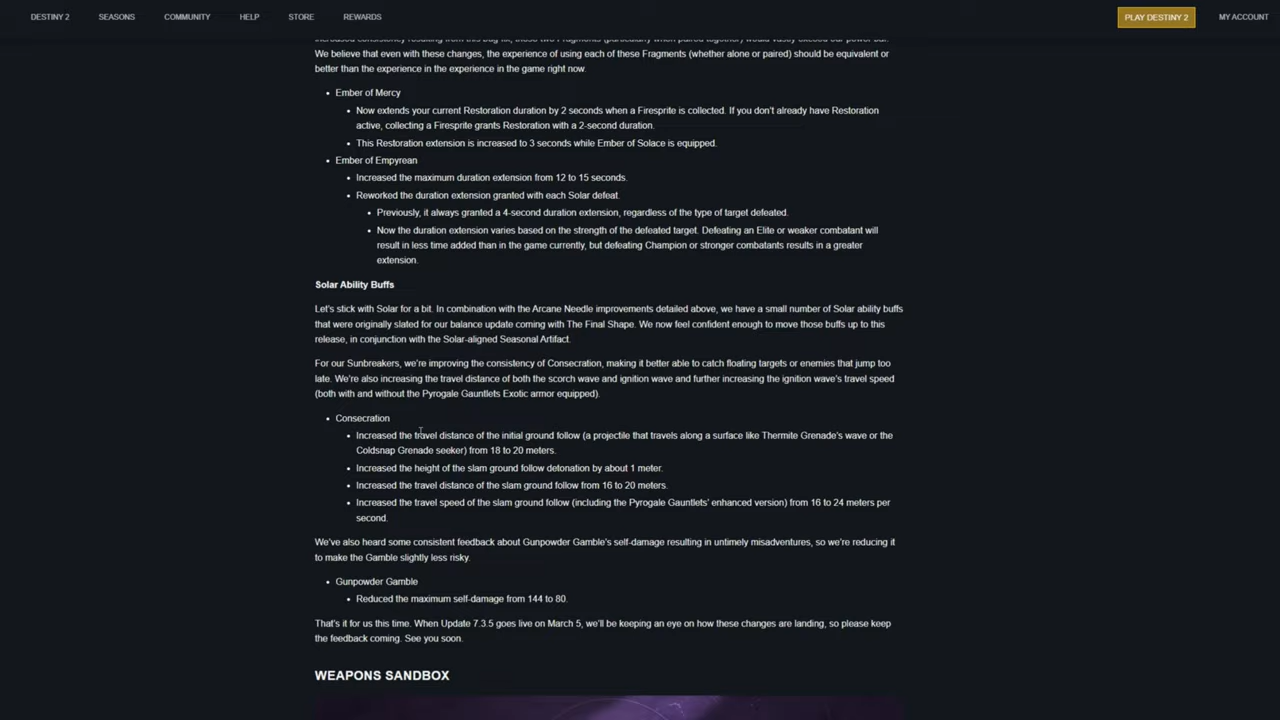 DESTINY 2 SEASONS COMMUNITY HELP STORE REWARDS PLAY DESTINY 2 MY ACCOUNT
We believe that even with these changes, the experience of using each of these Fragments (whether alone or paired) should be equivalent or
better than the experience in the experience in the game right now.
• Ember of Mercy
• Now extends your current Restoration duration by 2 seconds when a Firesprite is collected. If you don't already have Restoration
active, collecting a Firesprite grants Restoration with a 2-second duration.
• This Restoration extension is increased to 3 seconds while Ember of Solace is equipped.
• Ember of Empyrean
• Increased the maximum duration extension from 12 to 15 seconds.
• Reworked the duration extension granted with each Solar defeat.
• Previously, it always granted a 4-second duration extension, regardless of the type of target defeated.
• Now the duration extension varies based on the strength of the defeated target. Defeating an Elite or weaker combatant will
result in less time added than in the game currently, but defeating Champion or stronger combatants results in a greater
extension.
Solar Ability Buffs
Let's stick with Solar for a bit. In combination with the Arcane Needle improvements detailed above, we have a small number of Solar ability buffs
that were originally slated for our balance update coming with The Final Shape. We now feel confident enough to move those buffs up to this
release, in conjunction with the Solar-aligned Seasonal Artifact.
For our Sunbreakers, we're improving the consistency of Consecration, making it better able to catch floating targets or enemies that jump too
late. We're also increasing the travel distance of both the scorch wave and ignition wave and further increasing the ignition wave's travel speed
(both with and without the Pyrogale Gauntlets Exotic armor equipped).
• Consecration
• Increased the travel distance of the initial ground follow (a projectile that travels along a surface like Thermite Grenade's wave or the
Coldsnap Grenade seeker) from 18 to 20 meters.
• Increased the height of the slam ground follow detonation by about 1 meter.
• Increased the travel distance of the slam ground follow from 16 to 20 meters.
• Increased the travel speed of the slam ground follow (including the Pyrogale Gauntlets' enhanced version) from 16 to 24 meters per
second.
We've also heard some consistent feedback about Gunpowder Gamble's self-damage resulting in untimely misadventures, so we're reducing it
to make the Gamble slightly less risky.
• Gunpowder Gamble
• Reduced the maximum self-damage from 144 to 80.
That's it for us this time. When Update 7.3.5 goes live on March 5, we'll be keeping an eye on how these changes are landing, so please keep
the feedback coming. See you soon.
WEAPONS SANDBOX